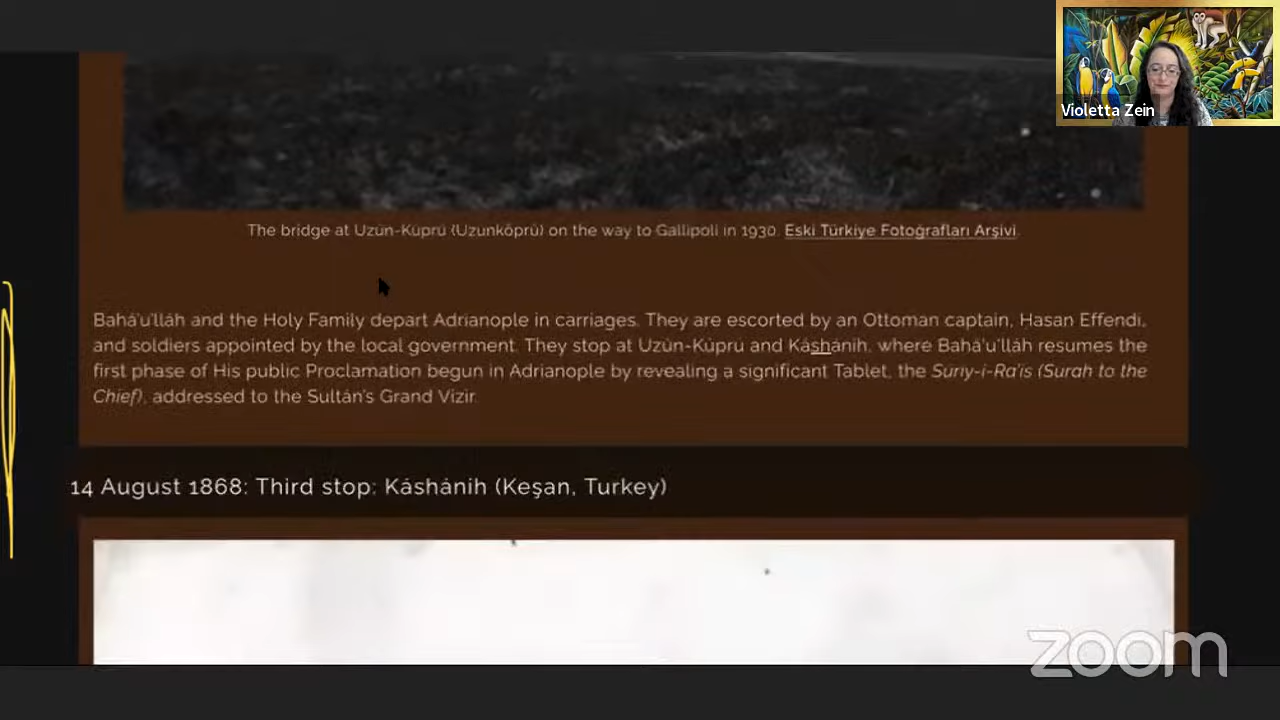 Violetta Zein
The bridge at Uzún-Kúprú (Uzunköprü) on the way to Gallipoli in 1930. Eski Türkiye Fotoğrafları Arşivi.
Bahá'u'lláh and the Holy Family depart Adrianople in carriages. They are escorted by an Ottoman captain, Hasan Effendi,
and soldiers appointed by the local government. They stop at Uzún-Kúprú and Káshánih, where Bahá'u'lláh resumes the
first phase of His public Proclamation begun in Adrianople by revealing a significant Tablet, the Súriy-i-Ra'ís (Surah to the
Chief), addressed to the Sultán's Grand Vizír.
14 August 1868: Third stop: Káshánih (Keşan, Turkey)
zoom